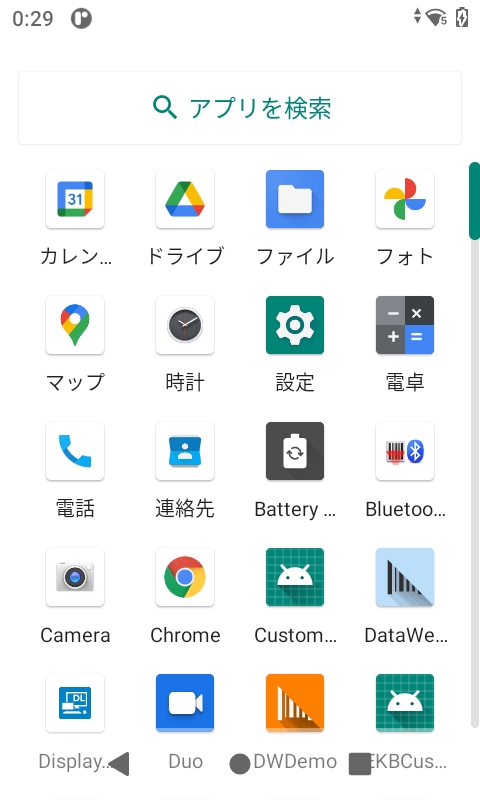 0:29
5
アプリを検索
31
カレン...
ドライブ
ファイル
フォト
マップ
時計
設定
電卓
電話
連絡先
Battery ...
Bluetoo...
Camera
Chrome
Custom...
DataWe...
DL
Display...
Duo
DWDemo
EKBCus...